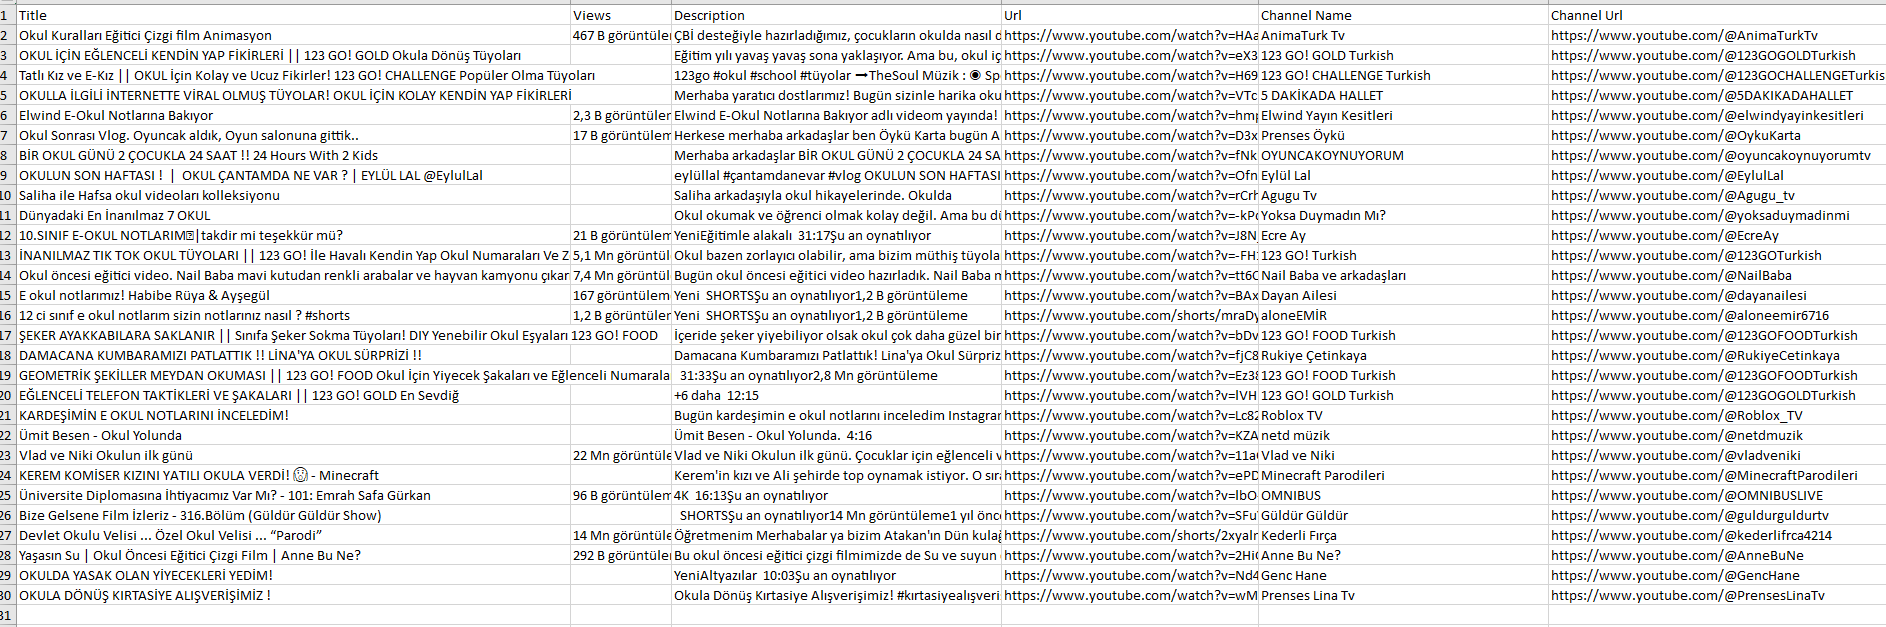 1 Title Views Description Url Channel Name Channel Url
2 Okul Kuralları Eğitici Çizgi film Animasyon 467 B görüntüle ÇBİ desteğiyle hazırladığımız, çocukların okulda nasıl d https://www.youtube.com/watch?v=HAa AnimaTurk Tv https://www.youtube.com/@AnimaTurkTv
3 OKUL İÇİN EĞLENCELİ KENDİN YAP FİKİRLERİ || 123 GO! GOLD Okula Dönüş Tüyoları Eğitim yılı yavaş yavaş sona yaklaşıyor. Ama bu, okul iç https://www.youtube.com/watch?v=eX3 123 GO! GOLD Turkish https://www.youtube.com/@123GOGOLDTurkish
4 Tatlı Kız ve E-Kız || OKUL İçin Kolay ve Ucuz Fikirler! 123 GO! CHALLENGE Popüler Olma Tüyoları 123go #okul #school #tüyolar ➞TheSoul Müzik : ◉ Sp https://www.youtube.com/watch?v=H69 123 GO! CHALLENGE Turkish https://www.youtube.com/@123GOCHALLENGETurkis
5 OKULLA İLGİLİ İNTERNETTE VİRAL OLMUŞ TÜYOLAR! OKUL İÇİN KOLAY KENDİN YAP FİKİRLERİ Merhaba yaratıcı dostlarımız! Bugün sizinle harika oku https://www.youtube.com/watch?v=VTc 5 DAKİKADA HALLET https://www.youtube.com/@5DAKIKADAHALLET
6 Elwind E-Okul Notlarına Bakıyor 2,3 B görüntüler Elwind E-Okul Notlarına Bakıyor adlı videom yayında! https://www.youtube.com/watch?v=hmp Elwind Yayın Kesitleri https://www.youtube.com/@elwindyayinkesitleri
7 Okul Sonrası Vlog. Oyuncak aldık, Oyun salonuna gittik.. 17 B görüntülem Herkese merhaba arkadaşlar ben Öykü Karta bugün A https://www.youtube.com/watch?v=D3x Prenses Öykü https://www.youtube.com/@OykuKarta
8 BİR OKUL GÜNÜ 2 ÇOCUKLA 24 SAAT !! 24 Hours With 2 Kids Merhaba arkadaşlar BİR OKUL GÜNÜ 2 ÇOCUKLA 24 SA https://www.youtube.com/watch?v=fNk OYUNCAKOYNUYORUM https://www.youtube.com/@oyuncakoynuyorumtv
9 OKULUN SON HAFTASI ! | OKUL ÇANTAMDA NE VAR ? | EYLÜL LAL @EylulLal eylüllal #çantamdanevar #vlog OKULUN SON HAFTASI https://www.youtube.com/watch?v=Ofn Eylül Lal https://www.youtube.com/@EylulLal
10 Saliha ile Hafsa okul videoları kolleksiyonu Saliha arkadaşıyla okul hikayelerinde. Okulda https://www.youtube.com/watch?v=rCrh Agugu Tv https://www.youtube.com/@Agugu_tv
11 Dünyadaki En İnanılmaz 7 OKUL Okul okumak ve öğrenci olmak kolay değil. Ama bu dü https://www.youtube.com/watch?v=-kPc Yoksa Duymadın Mı? https://www.youtube.com/@yoksaduymadinmi
12 10.SINIF E-OKUL NOTLARIM|takdir mi teşekkür mü? 21 B görüntülem YeniEğitimle alakalı 31:17Şu an oynatılıyor https://www.youtube.com/watch?v=J8N Ecre Ay https://www.youtube.com/@EcreAy
13 İNANILMAZ TIK TOK OKUL TÜYOLARI || 123 GO! İle Havalı Kendin Yap Okul Numaraları Ve Z 5,1 Mn görüntül Okul bazen zorlayıcı olabilir, ama bizim müthiş tüyola https://www.youtube.com/watch?v=-FH 123 GO! Turkish https://www.youtube.com/@123GOTurkish
14 Okul öncesi eğitici video. Nail Baba mavi kutudan renkli arabalar ve hayvan kamyonu çıkar 7,4 Mn görüntül Bugün okul öncesi eğitici video hazırladık. Nail Baba n https://www.youtube.com/watch?v=tt6C Nail Baba ve arkadaşları https://www.youtube.com/@NailBaba
15 E okul notlarımız! Habibe Rüya & Ayşegül 167 görüntülem Yeni SHORTSŞu an oynatılıyor1,2 B görüntüleme https://www.youtube.com/watch?v=BAx Dayan Ailesi https://www.youtube.com/@dayanailesi
16 12 ci sınıf e okul notlarım sizin notlarınız nasıl ? #shorts 1,2 B görüntüler Yeni SHORTSŞu an oynatılıyor1,2 B görüntüleme https://www.youtube.com/shorts/mraDy aloneEMİR https://www.youtube.com/@aloneemir6716
17 ŞEKER AYAKKABILARA SAKLANIR || Sınıfa Şeker Sokma Tüyoları! DIY Yenebilir Okul Eşyaları 123 GO! FOOD İçeride şeker yiyebiliyor olsak okul çok daha güzel bir https://www.youtube.com/watch?v=bDv 123 GO! FOOD Turkish https://www.youtube.com/@123GOFOODTurkish
18 DAMACANA KUMBARAMIZI PATLATTIK !! LİNA'YA OKUL SÜRPRİZİ !! Damacana Kumbaramızı Patlattık! Lina'ya Okul Sürpriz https://www.youtube.com/watch?v=fjC8 Rukiye Çetinkaya https://www.youtube.com/@RukiyeCetinkaya
19 GEOMETRİK ŞEKİLLER MEYDAN OKUMASI || 123 GO! FOOD Okul İçin Yiyecek Şakaları ve Eğlenceli Numarala 31:33Şu an oynatılıyor2,8 Mn görüntüleme https://www.youtube.com/watch?v=Ez3 123 GO! FOOD Turkish https://www.youtube.com/@123GOFOODTurkish
20 EĞLENCELİ TELEFON TAKTİKLERİ VE ŞAKALARI || 123 GO! GOLD En Sevdiğ +6 daha 12:15 https://www.youtube.com/watch?v=lVH 123 GO! GOLD Turkish https://www.youtube.com/@123GOGOLDTurkish
21 KARDEŞİMİN E OKUL NOTLARINI İNCELEDİM! Bugün kardeşimin e okul notlarını inceledim Instagran https://www.youtube.com/watch?v=Lc82 Roblox TV https://www.youtube.com/@Roblox_TV
22 Ümit Besen - Okul Yolunda Ümit Besen - Okul Yolunda. 4:16 https://www.youtube.com/watch?v=KZA netd müzik https://www.youtube.com/@netdmuzik
23 Vlad ve Niki Okulun ilk günü 22 Mn görüntüle Vlad ve Niki Okulun ilk günü. Çocuklar için eğlenceli v https://www.youtube.com/watch?v=11a Vlad ve Niki https://www.youtube.com/@vladveniki
24 KEREM KOMİSER KIZINI YATILI OKULA VERDİ! 😨 - Minecraft Kerem'in kızı ve Ali şehirde top oynamak istiyor. O sıra https://www.youtube.com/watch?v=ePD Minecraft Parodileri https://www.youtube.com/@MinecraftParodileri
25 Üniversite Diplomasına İhtiyacımız Var Mı? - 101: Emrah Safa Gürkan 96 B görüntülem 4K 16:13Şu an oynatılıyor https://www.youtube.com/watch?v=lbO OMNIBUS https://www.youtube.com/@OMNIBUSLIVE
26 Bize Gelsene Film İzleriz - 316.Bölüm (Güldür Güldür Show) SHORTSŞu an oynatılıyor14 Mn görüntüleme1 yıl önc https://www.youtube.com/watch?v=SFu Güldür Güldür https://www.youtube.com/@guldurguldurtv
27 Devlet Okulu Velisi ... Özel Okul Velisi ... “Parodi” 14 Mn görüntüle Öğretmenim Merhabalar ya bizim Atakan'ın Dün kulağ https://www.youtube.com/shorts/2xyalr Kederli Fırça https://www.youtube.com/@kederlifrca4214
28 Yaşasın Su | Okul Öncesi Eğitici Çizgi Film | Anne Bu Ne? 292 B görüntüle Bu okul öncesi eğitici çizgi filmimizde de Su ve suyun https://www.youtube.com/watch?v=2Hi Anne Bu Ne? https://www.youtube.com/@AnneBuNe
29 OKULDA YASAK OLAN YİYECEKLERİ YEDİM! YeniAltyazılar 10:03Şu an oynatılıyor https://www.youtube.com/watch?v=Nd4 Genc Hane https://www.youtube.com/@GencHane
30 OKULA DÖNÜŞ KIRTASİYE ALIŞVERİŞİMİZ ! Okula Dönüş Kırtasiye Alışverişimiz! #kırtasiyealışveri https://www.youtube.com/watch?v=wM Prenses Lina Tv https://www.youtube.com/@PrensesLinaTv
31